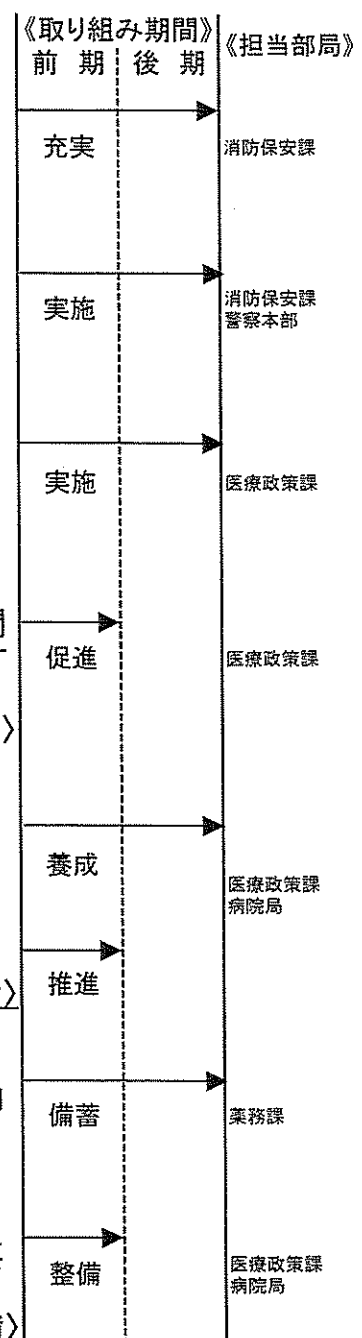 《取り組み期間》
前期 後期
《担当部局》
充実
消防保安課
実施
消防保安課
警察本部
実施
医療政策課
促進
医療政策課
〉
養成
医療政策課
病院局
推進
〉
備蓄
薬務課
整備
医療政策課
病院局
〉